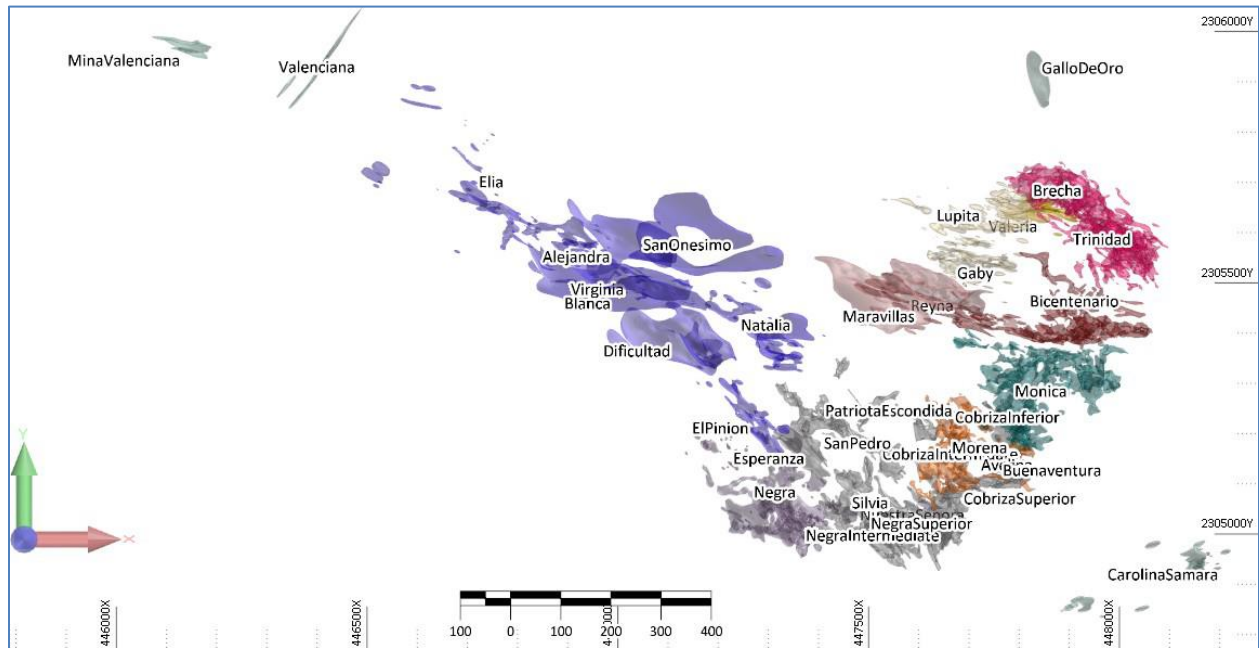 2306000Y
MinaValenciana
Valenciana
GalloDeOro
Elia
Brecha
Lupita
Valeria
Trinidad
SanOnesimo
Alejandra
Gaby
2305500Y
Virginia
Blanca
Reyna
Bicentenario
Maravillas
Natalia
Dificultad
Monica
PatriotaEscondida
CobrizaInferior
ElPinion
SanPedro
Morena
Esperanza
Buenaventura
Negra
CobrizaSuperior
Silvia
NegraSuperior
NegraIntermediate
2305000Y
CarolinaSamara
Y
X
446000X
446500X
447500X
448000X
100 0 100 200 300 400